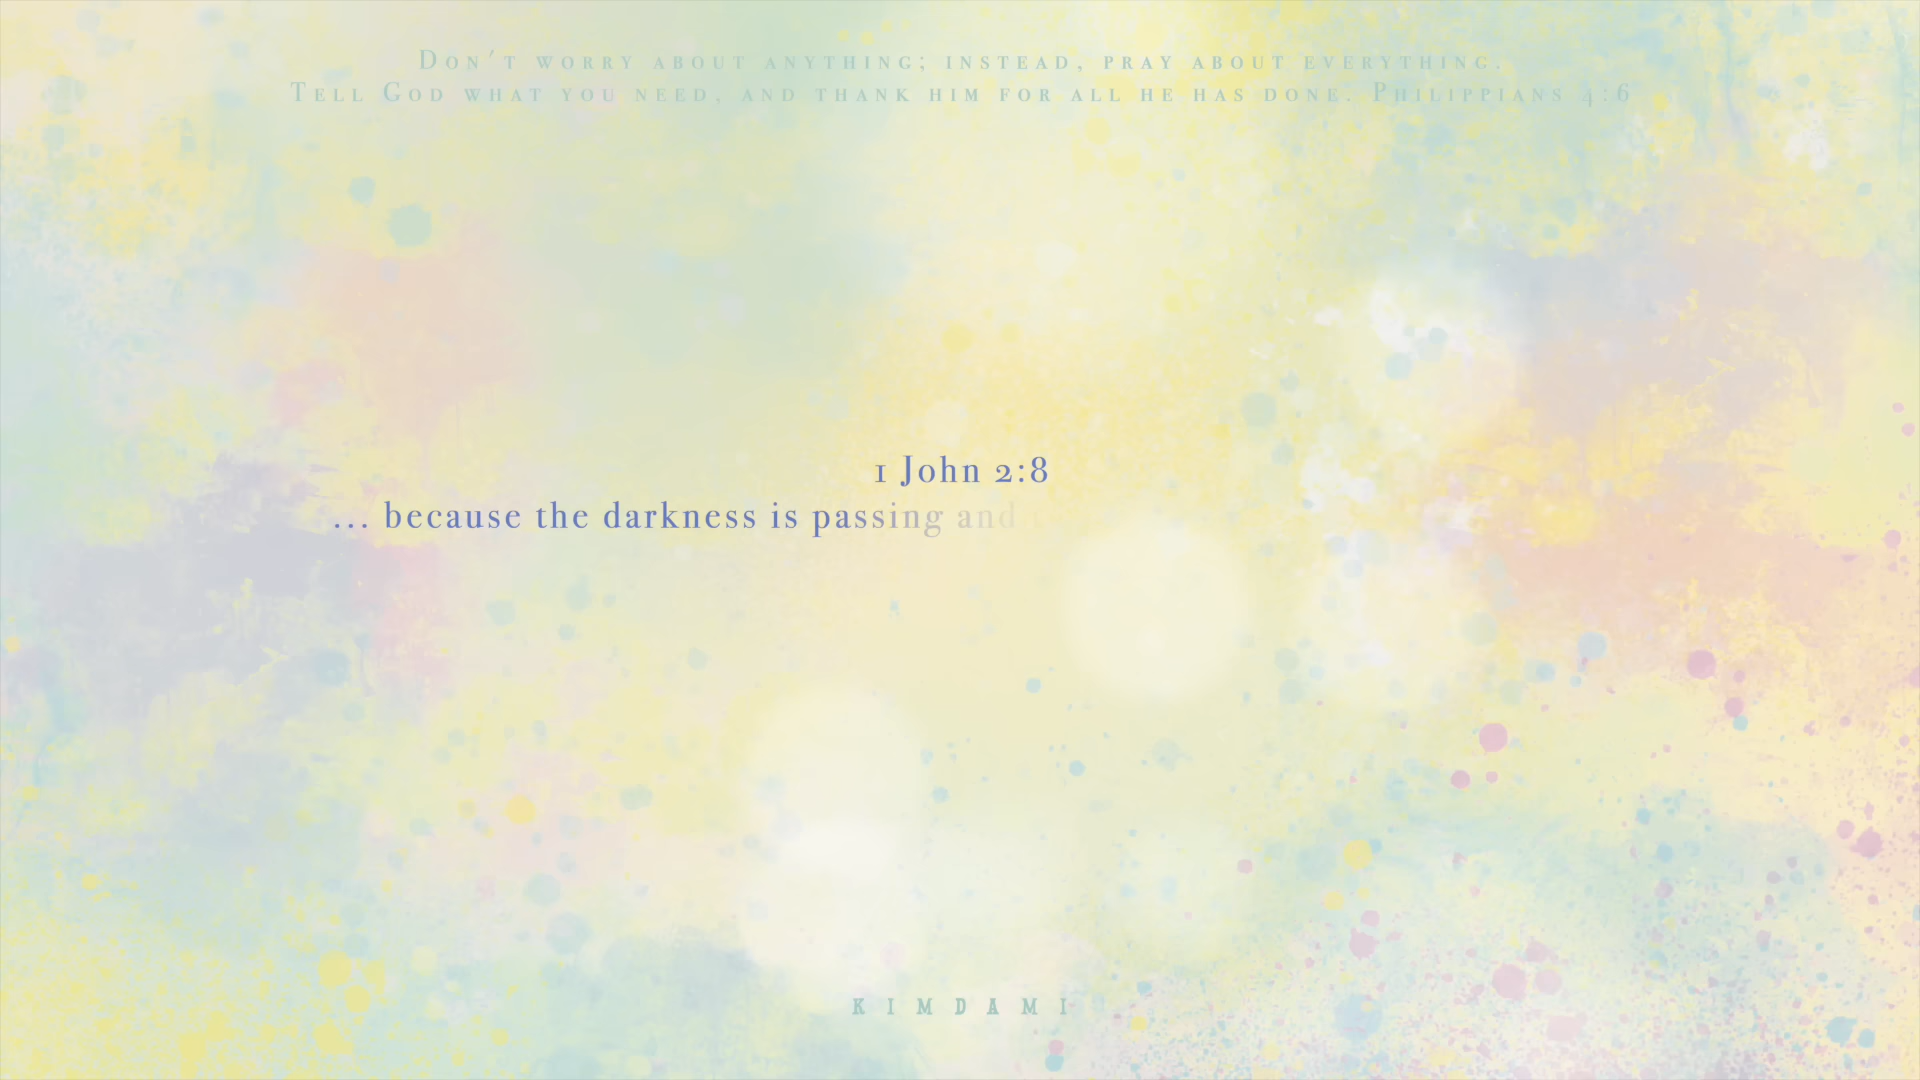 Don't worry about anything; instead, pray about everything.
Tell God what you need, and thank him for all he has done. Philippians 4:6
1 John 2:8
... because the darkness is passing and
KIMDAMI